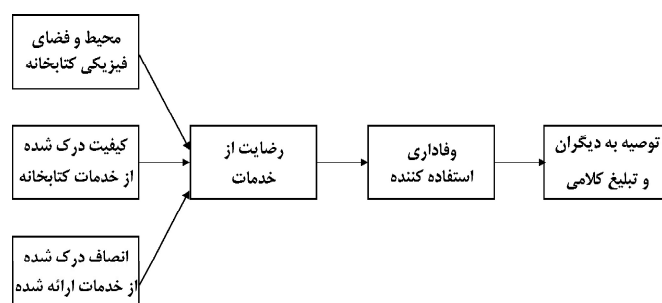 محیط و فضای
فیزیکی کتابخانه
کیفیت درک شده
از خدمات کتابخانه
انصاف درک شده
از خدمات ارائه شده
رضایت از
خدمات
وفاداری
استفاده کننده
توصیه به دیگران
و تبلیغ کلامی